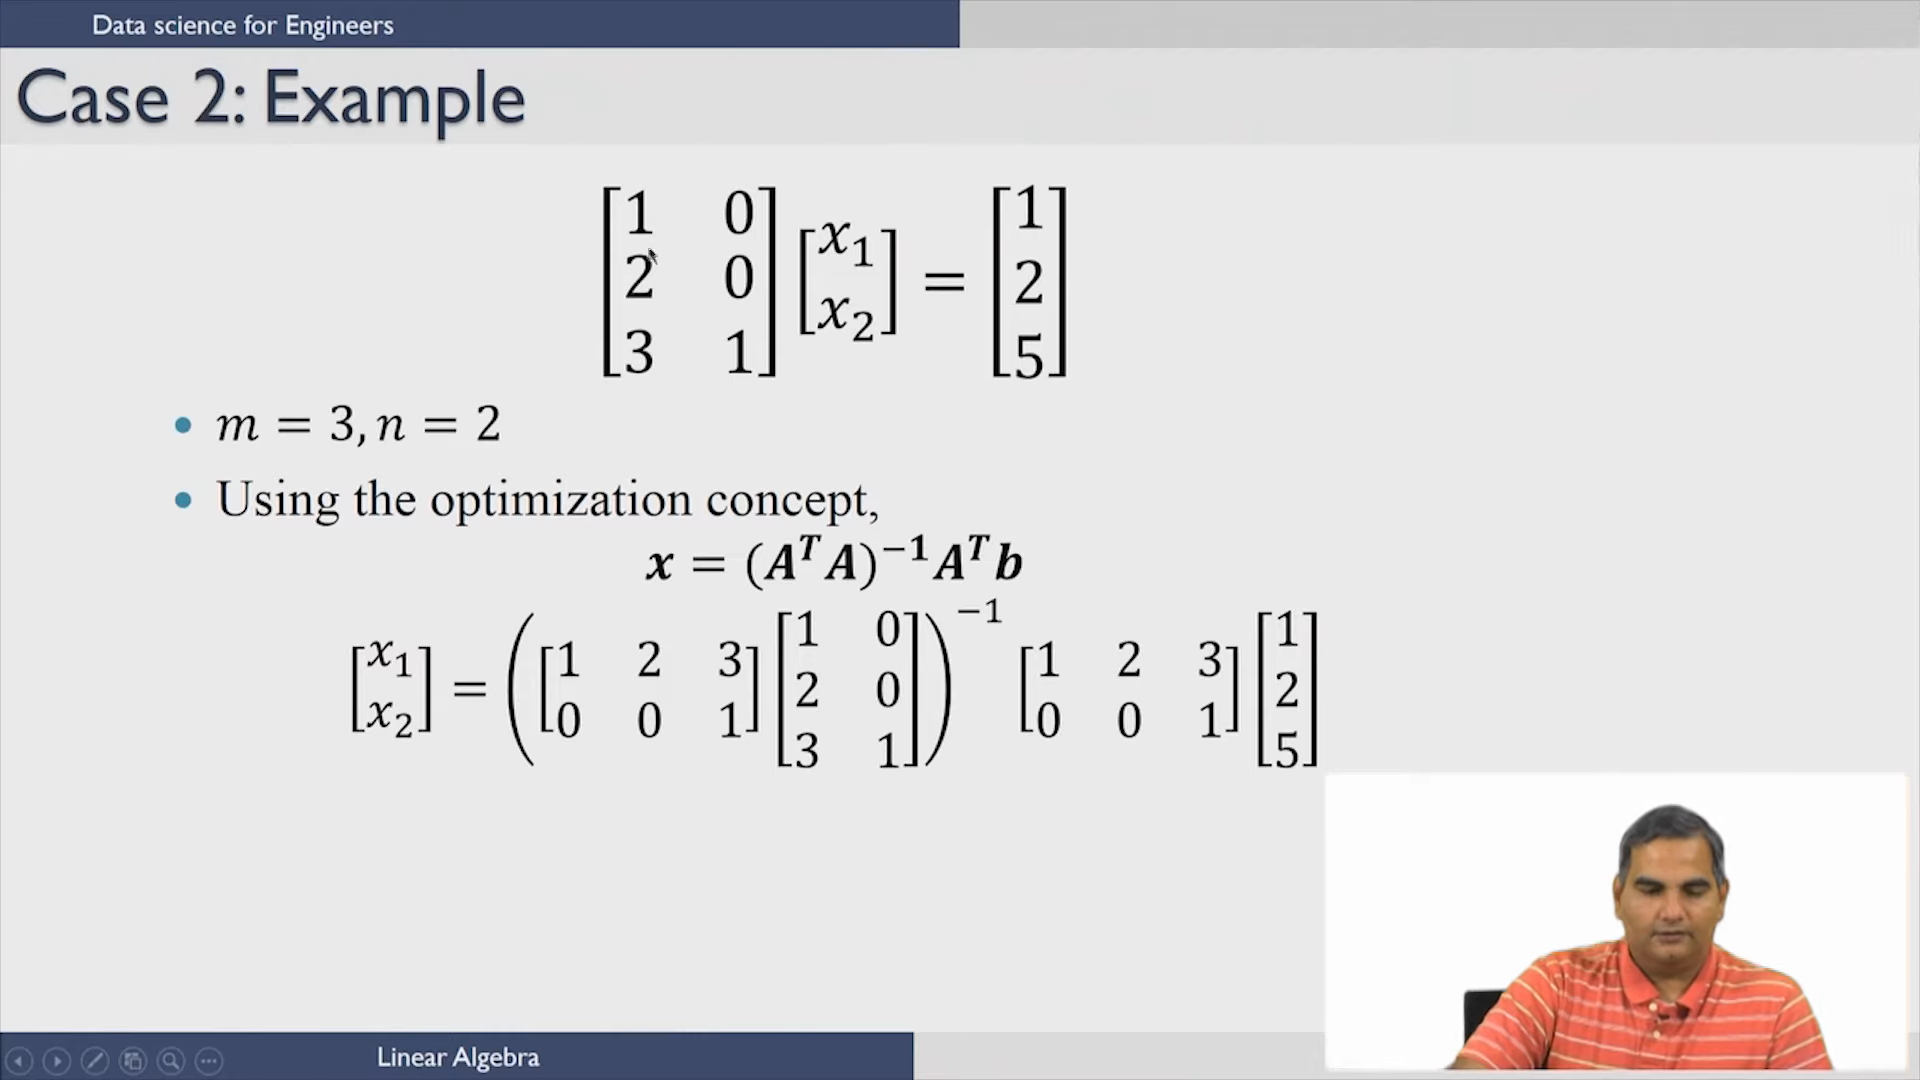 Data science for Engineers
Case 2: Example
[1 0; 2 0; 3 1] [x₁; x₂] = [1; 2; 5]
• m = 3, n = 2
• Using the optimization concept,
x = (AᵀA)⁻¹Aᵀb
[x₁; x₂] = ([1 2 3; 0 0 1] [1 0; 2 0; 3 1])⁻¹ [1 2 3; 0 0 1] [1; 2; 5]
Linear Algebra